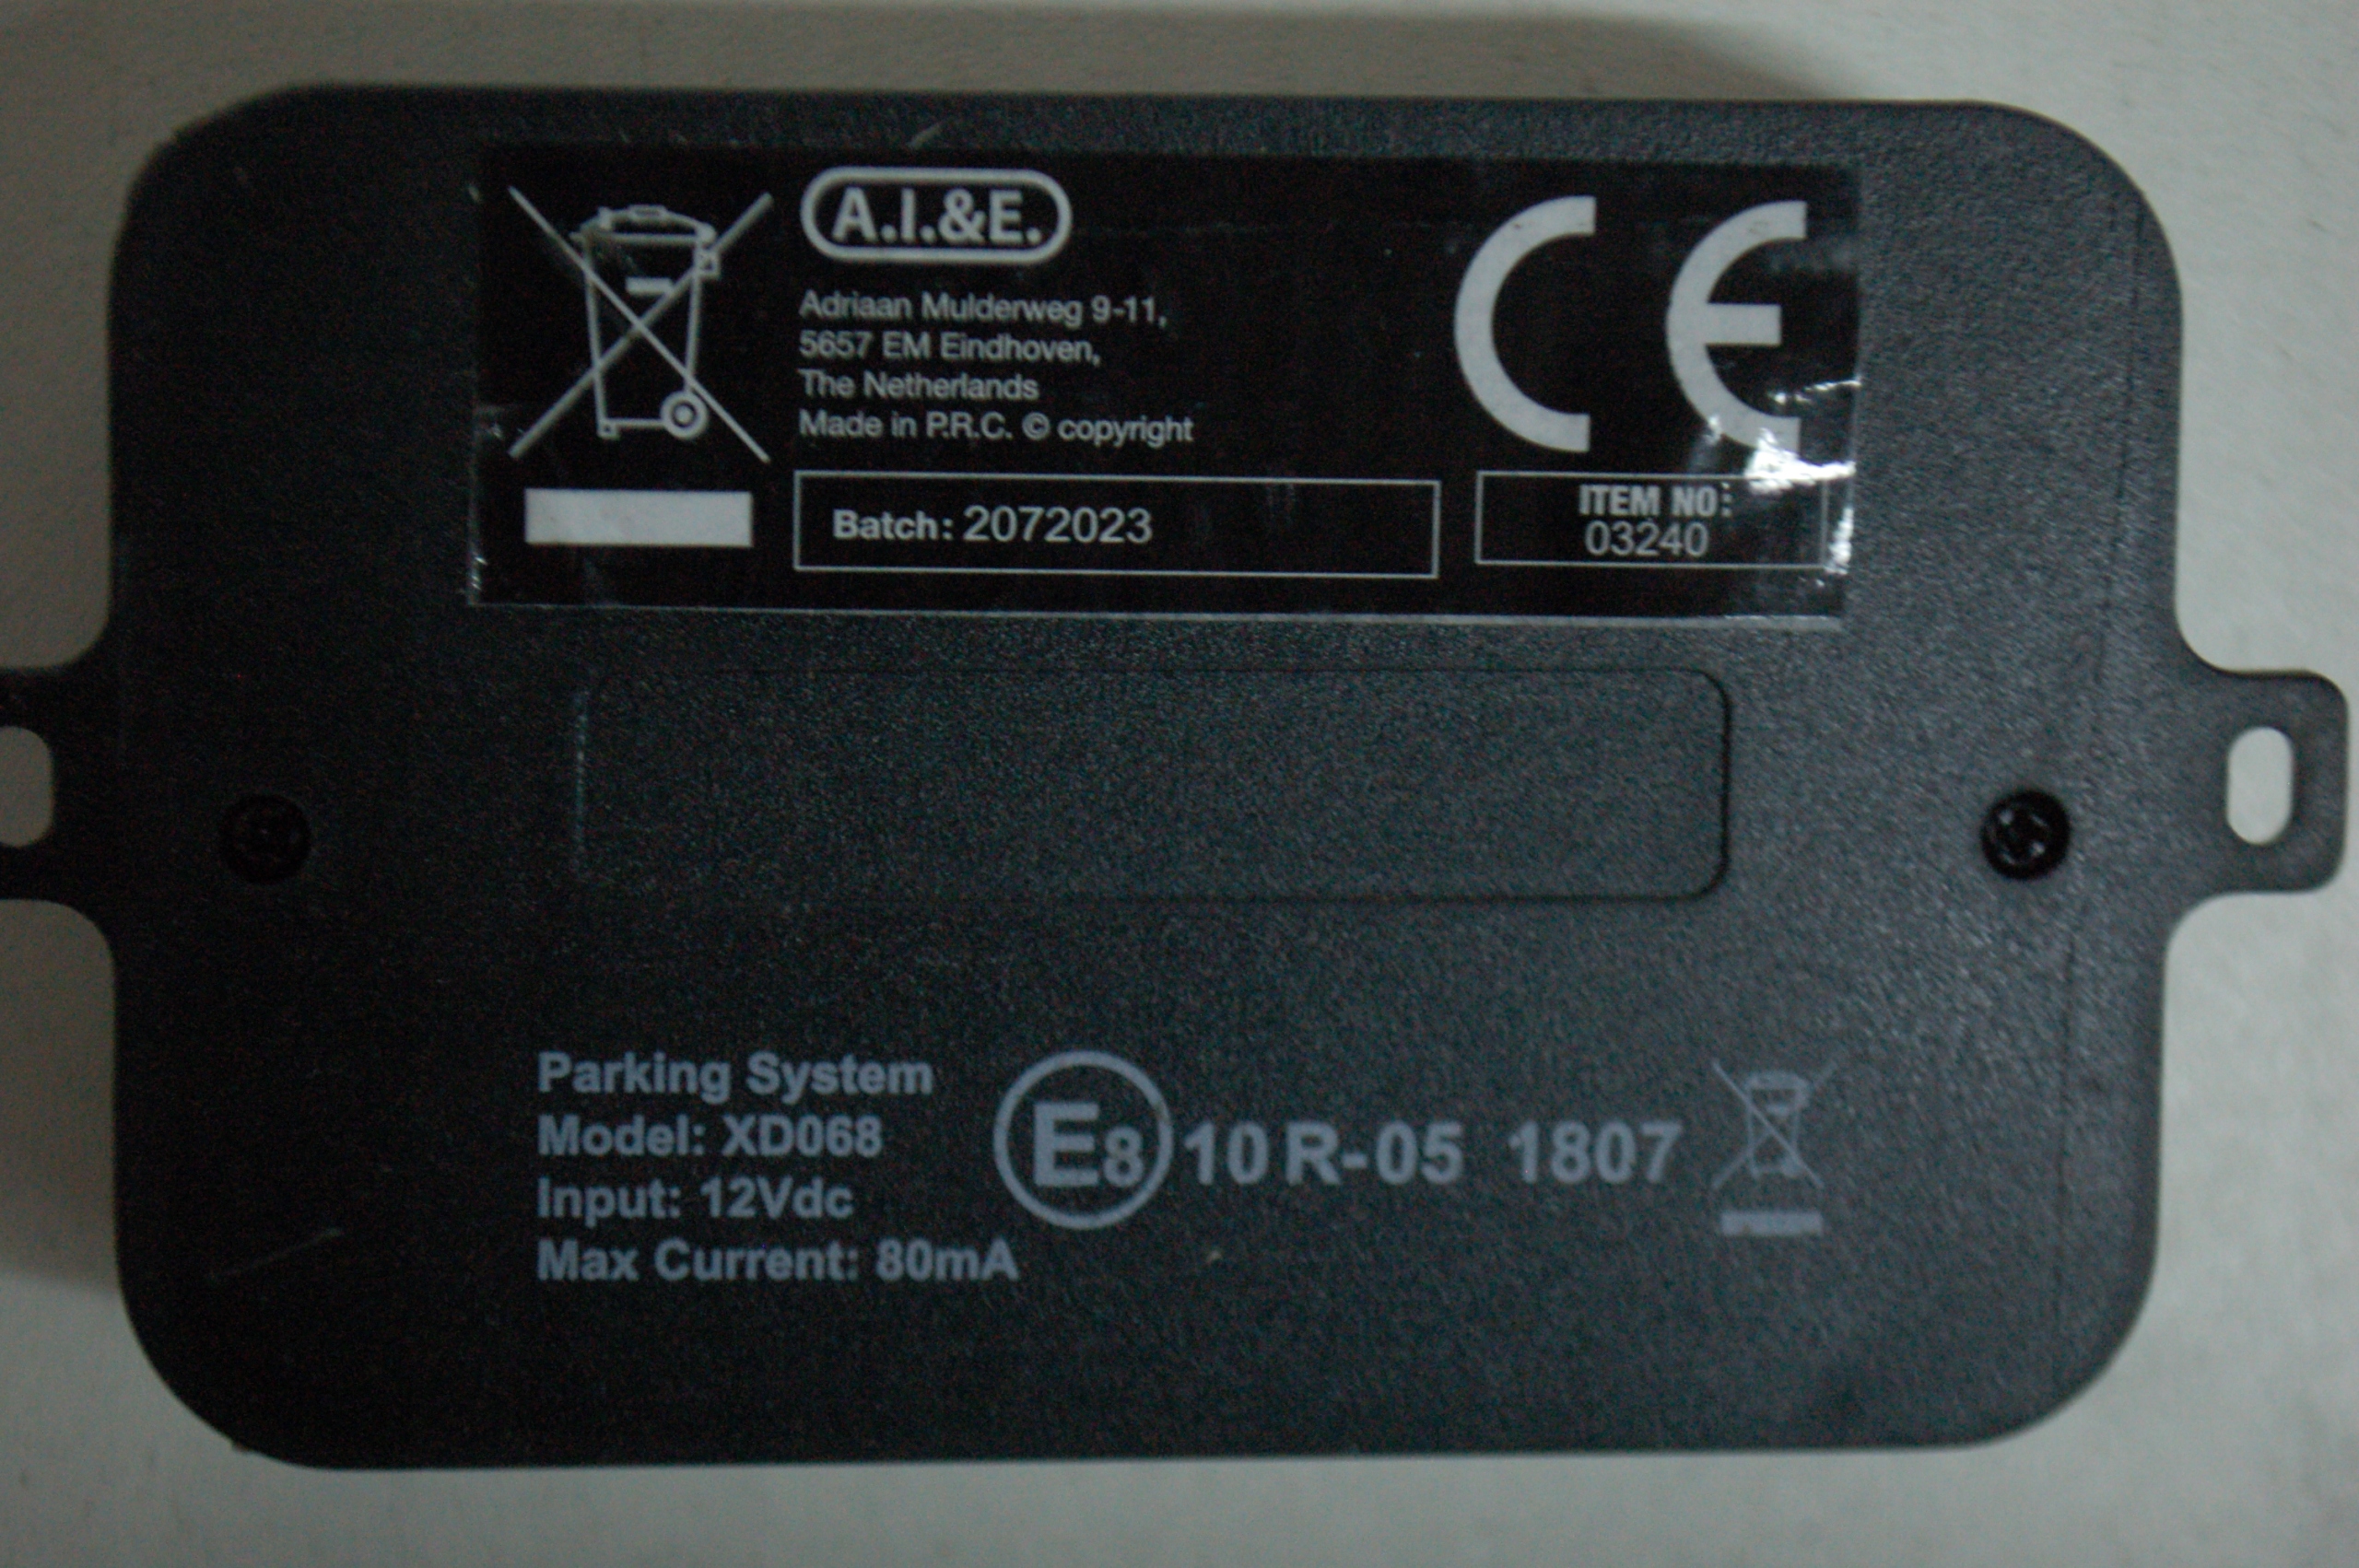 A.I.&E.
Adriaan Mulderweg 9-11,
5657 EM Eindhoven,
The Netherlands
Made in P.R.C. © copyright
CE
Batch: 2072023
ITEM NO:
03240
Parking System
Model: XD068
Input: 12Vdc
Max Current: 80mA
E8 10 R-05 1807